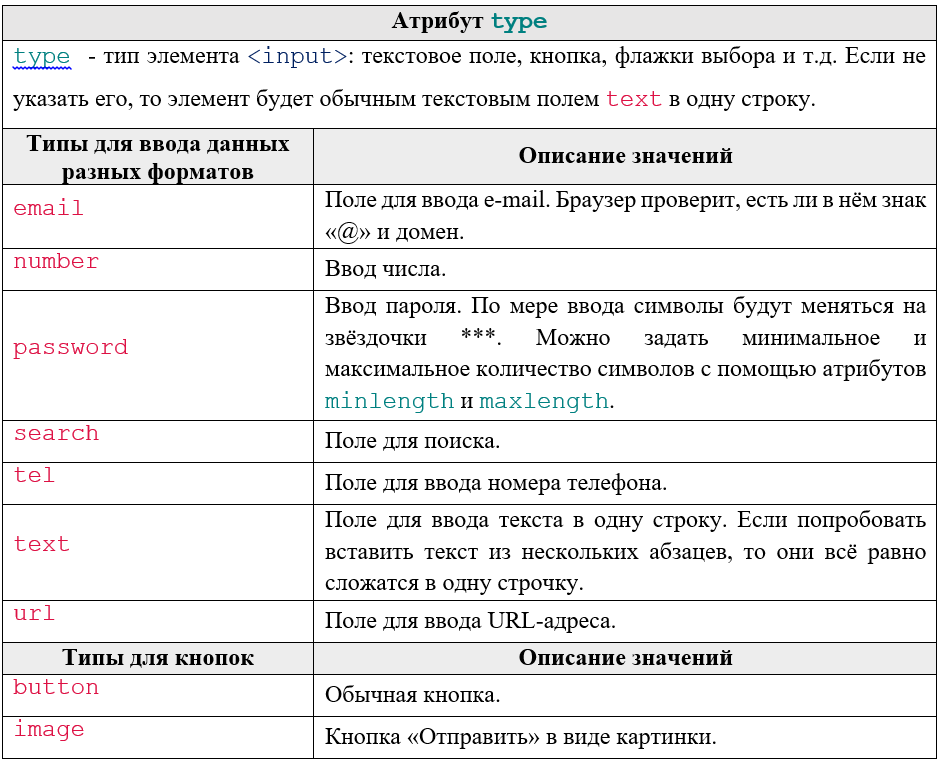 Атрибут type
type - тип элемента <input>: текстовое поле, кнопка, флажки выбора и т.д. Если не
указать его, то элемент будет обычным текстовым полем text в одну строку.
Типы для ввода данных
разных форматов
Описание значений
email
Поле для ввода e-mail. Браузер проверит, есть ли в нём знак
«@» и домен.
number
Ввод числа.
password
Ввод пароля. По мере ввода символы будут меняться на
звёздочки ***. Можно задать минимальное и
максимальное количество символов с помощью атрибутов
minlength и maxlength.
search
Поле для поиска.
tel
Поле для ввода номера телефона.
text
Поле для ввода текста в одну строку. Если попробовать
вставить текст из нескольких абзацев, то они всё равно
сложатся в одну строчку.
url
Поле для ввода URL-адреса.
Типы для кнопок
Описание значений
button
Обычная кнопка.
image
Кнопка «Отправить» в виде картинки.